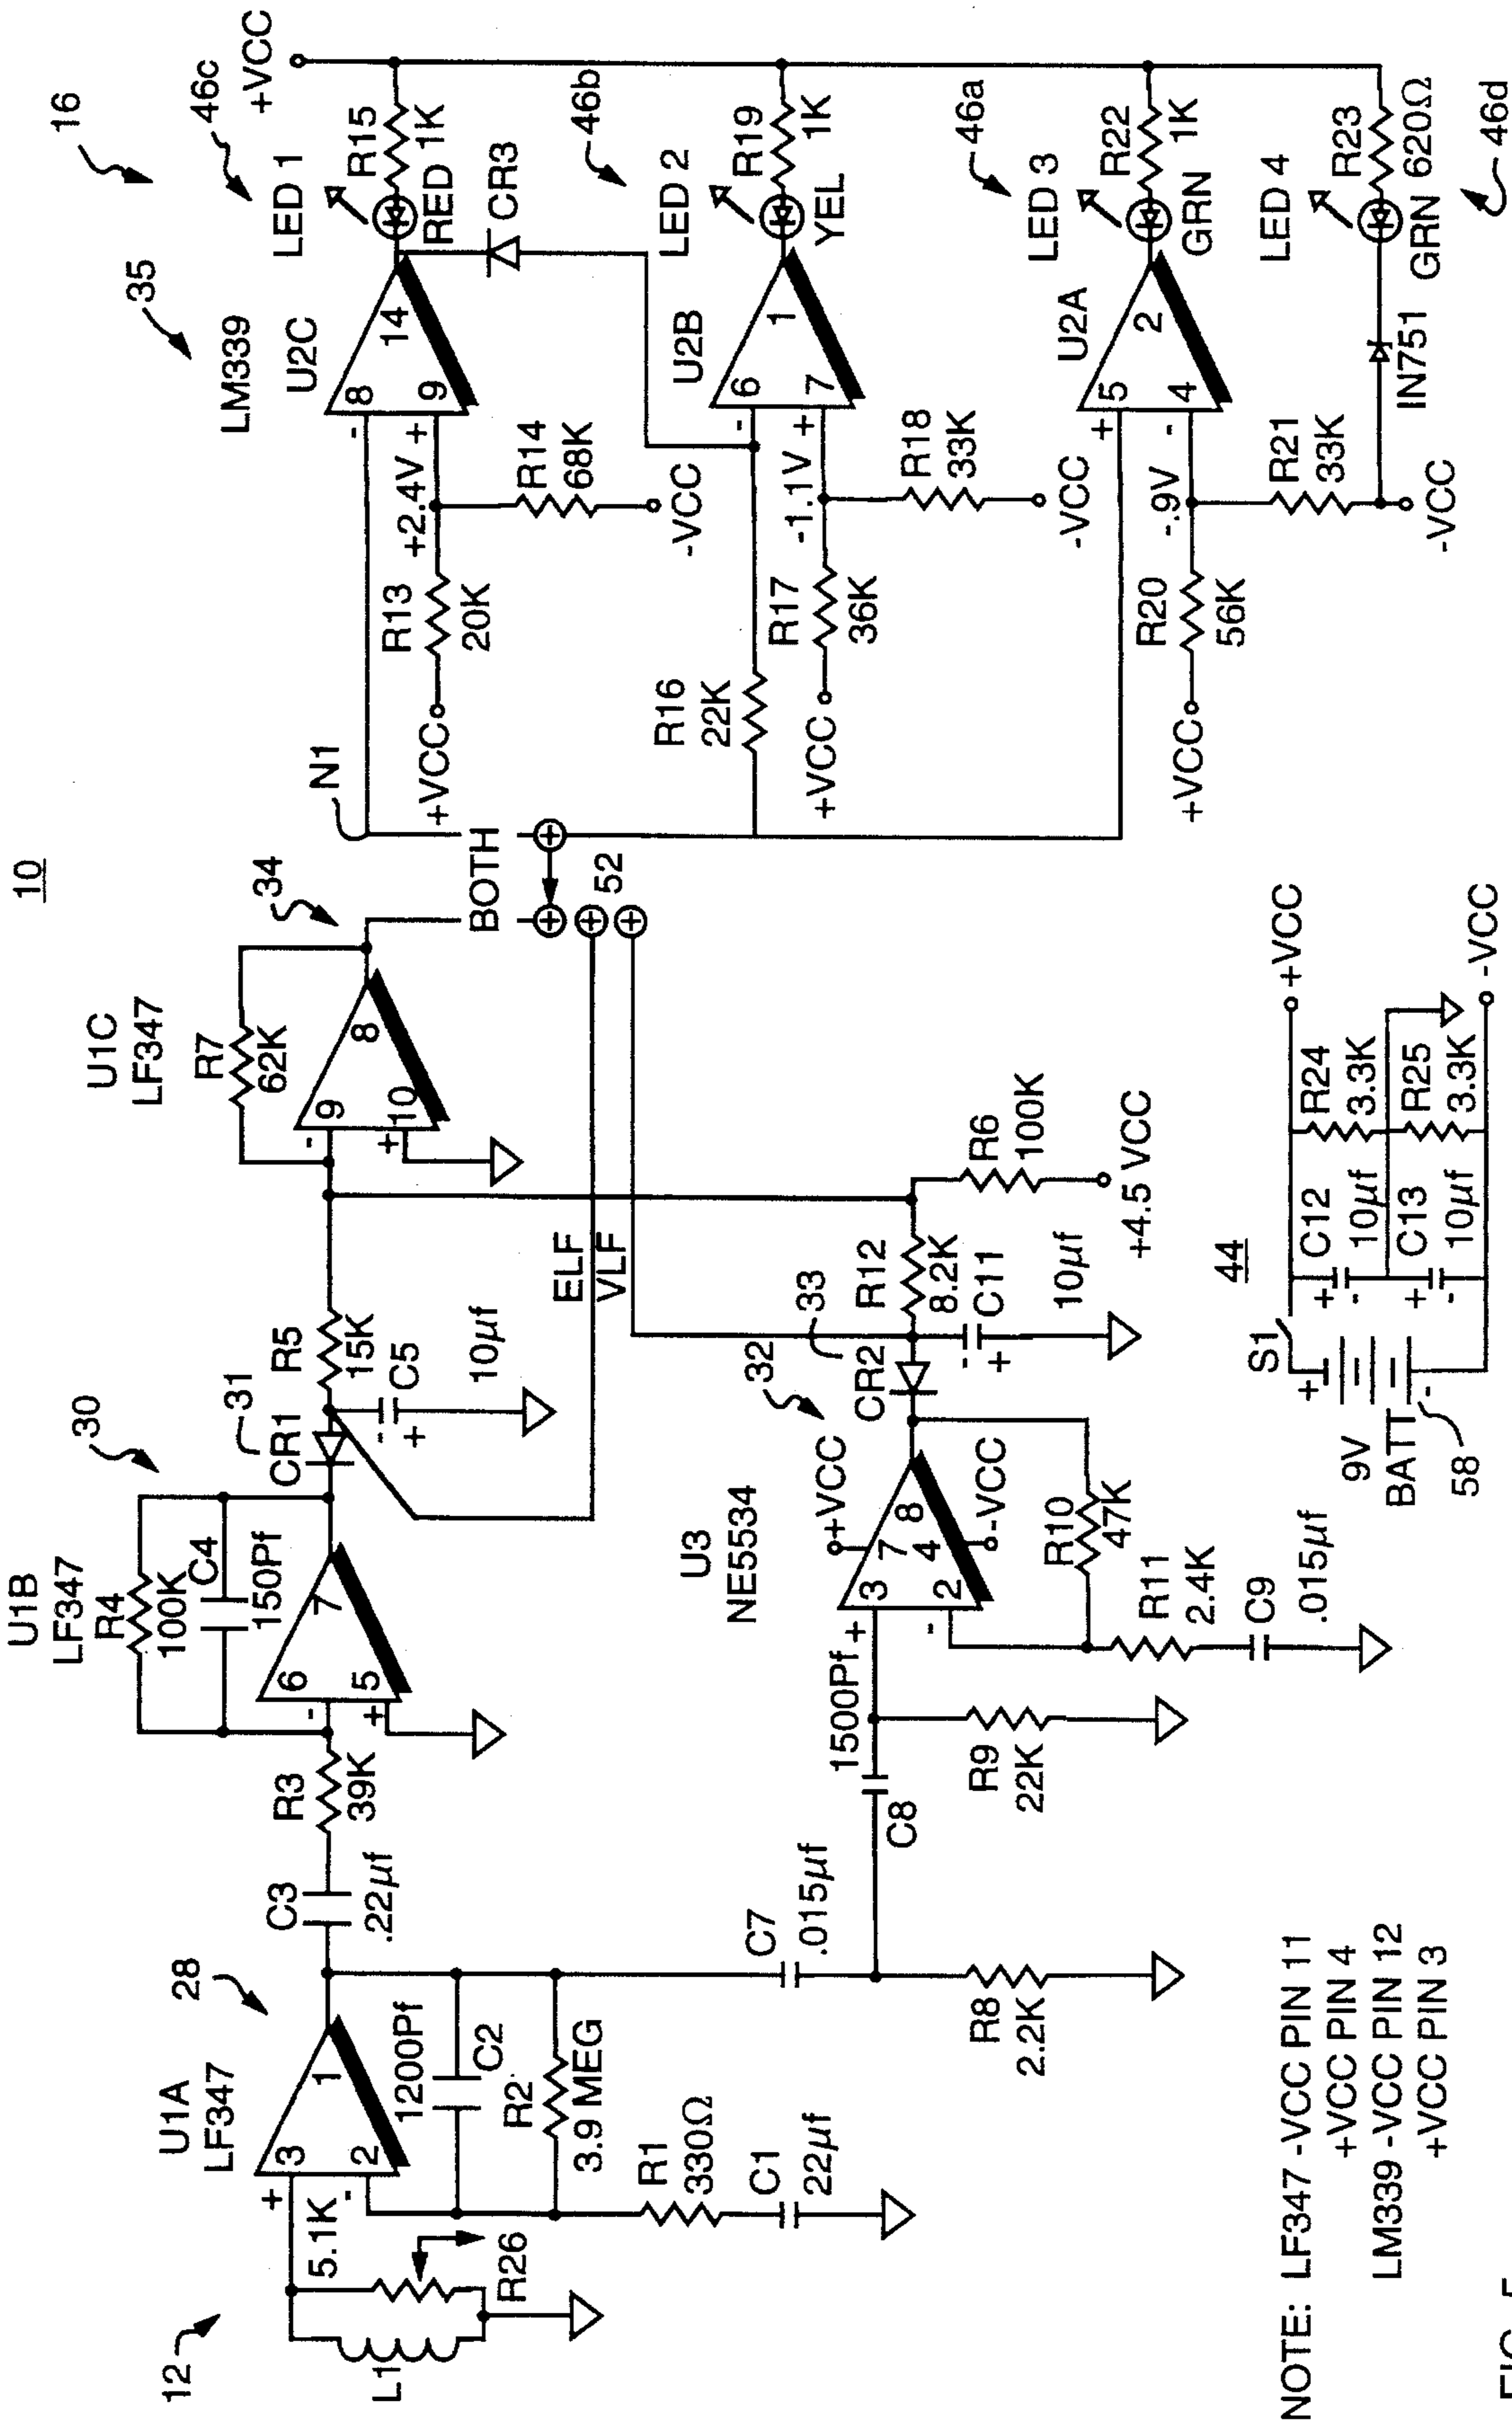 10
16
12
L1
R26
5.1K
U1A
LF347
28
3
+
2
-
1
1200Pf
C2
R2
3.9 MEG
R1
330Ω
C1
22µf
C3
.22µf
R3
39K
U1B
LF347
R4
100K
C4
150Pf
30
6
-
5
+
7
CR1
31
R5
15K
C5
-
+
10µf
ELF
VLF
U1C
LF347
R7
62K
34
9
-
10
+
8
BOTH
BOTH
52
N1
C7
.015µf
R8
2.2K
C8
1500Pf
R9
22K
U3
NE5534
+VCC
3
+
2
-
7
4
8
-VCC
32
R10
47K
R11
2.4K
C9
.015µf
CR2
33
R12
8.2K
C11
-
+
10µf
R6
100K
+4.5 VCC
44
S1
+
9V
BATT
-
58
C12
+
-
10µf
C13
+
-
10µf
R24
3.3K
R25
3.3K
+VCC
-VCC
35
LM339
U2C
8
-
9
+
14
+2.4V
R13
20K
+VCC
R14
68K
-VCC
LED 1
RED
R15
1K
46c
+VCC
CR3
U2B
6
-
7
+
1
-1.1V
R16
22K
R17
36K
+VCC
R18
33K
-VCC
LED 2
YEL
R19
1K
46b
U2A
5
+
4
-
2
-.9V
R20
56K
+VCC
R21
33K
-VCC
LED 3
GRN
R22
1K
46a
IN751
LED 4
GRN
R23
620Ω
46d
NOTE: LF347 -VCC PIN 11
+VCC PIN 4
LM339 -VCC PIN 12
+VCC PIN 3